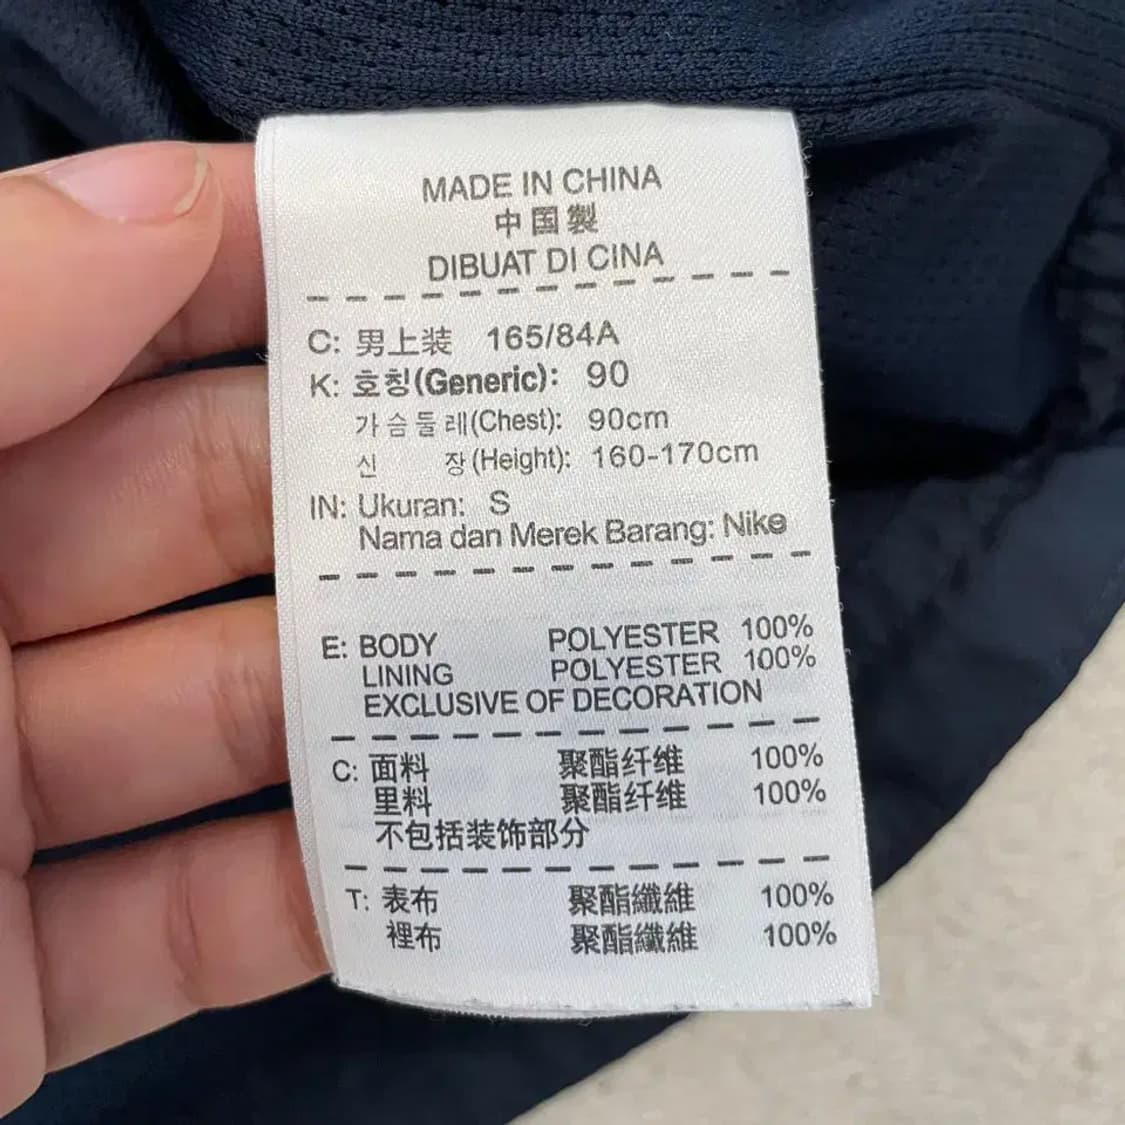 MADE IN CHINA
中国製
DIBUAT DI CINA
C: 男上装 165/84A
K: 호칭(Generic): 90
가슴둘레(Chest): 90cm
신 장(Height): 160-170cm
IN: Ukuran: S
Nama dan Merek Barang: Nike
E: BODY POLYESTER 100%
LINING POLYESTER 100%
EXCLUSIVE OF DECORATION
C: 面料 聚酯纤维 100%
里料 聚酯纤维 100%
不包括装饰部分
T: 表布 聚酯纖維 100%
裡布 聚酯纖維 100%